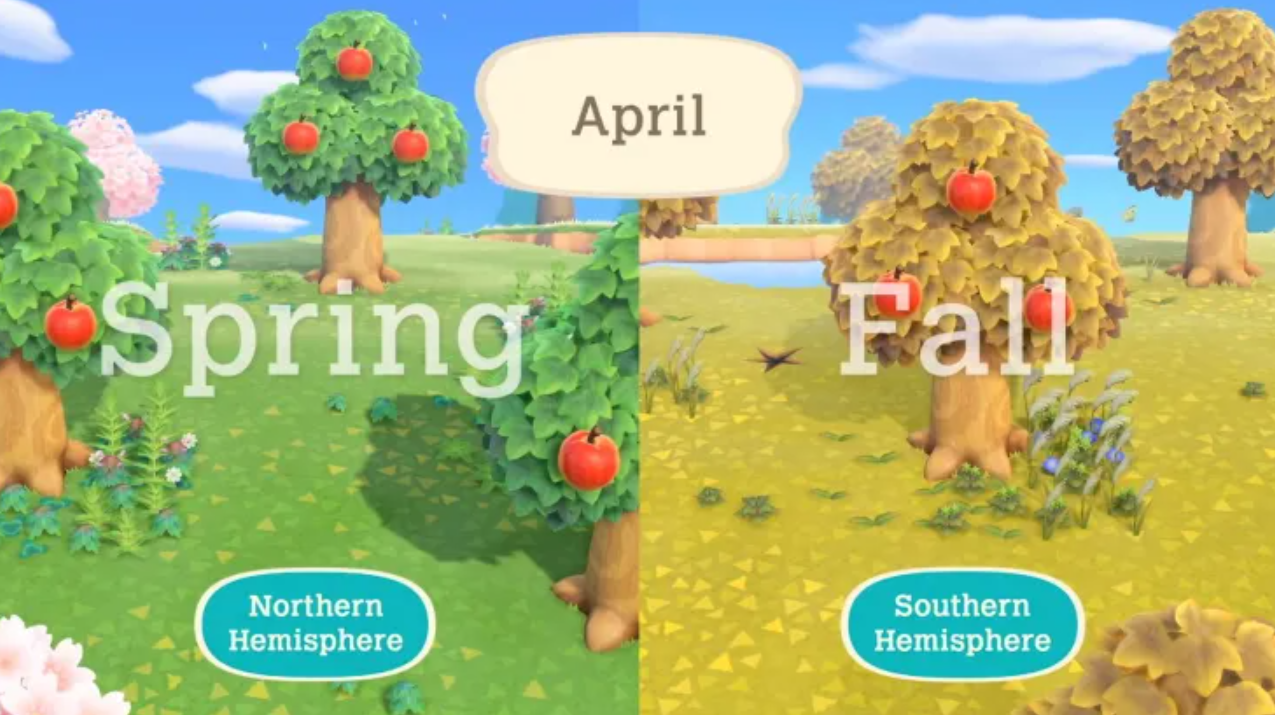 April
Spring
Fall
Northern
Hemisphere
Southern
Hemisphere